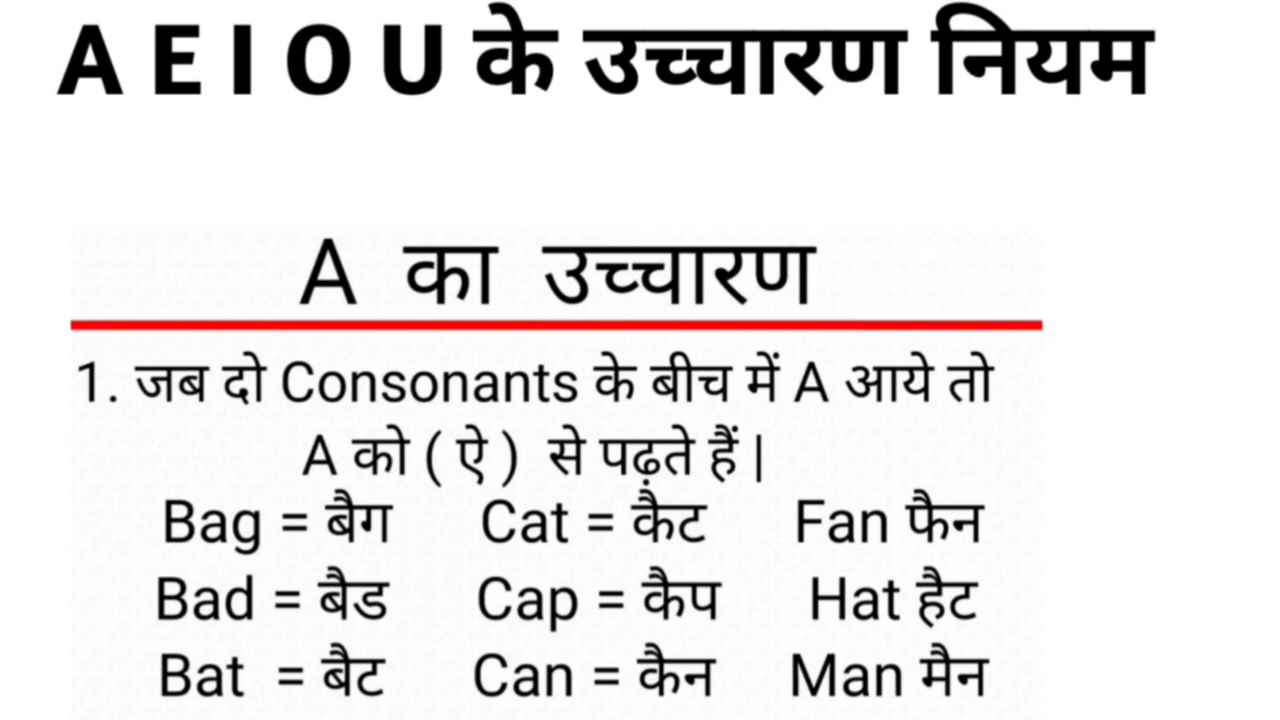 A E I O U के उच्चारण नियम
A का उच्चारण
1. जब दो Consonants के बीच में A आये तो
A को ( ऐ ) से पढ़ते हैं |
Bag = बैग Cat = कैट Fan फैन
Bad = बैड Cap = कैप Hat हैट
Bat = बैट Can = कैन Man मैन